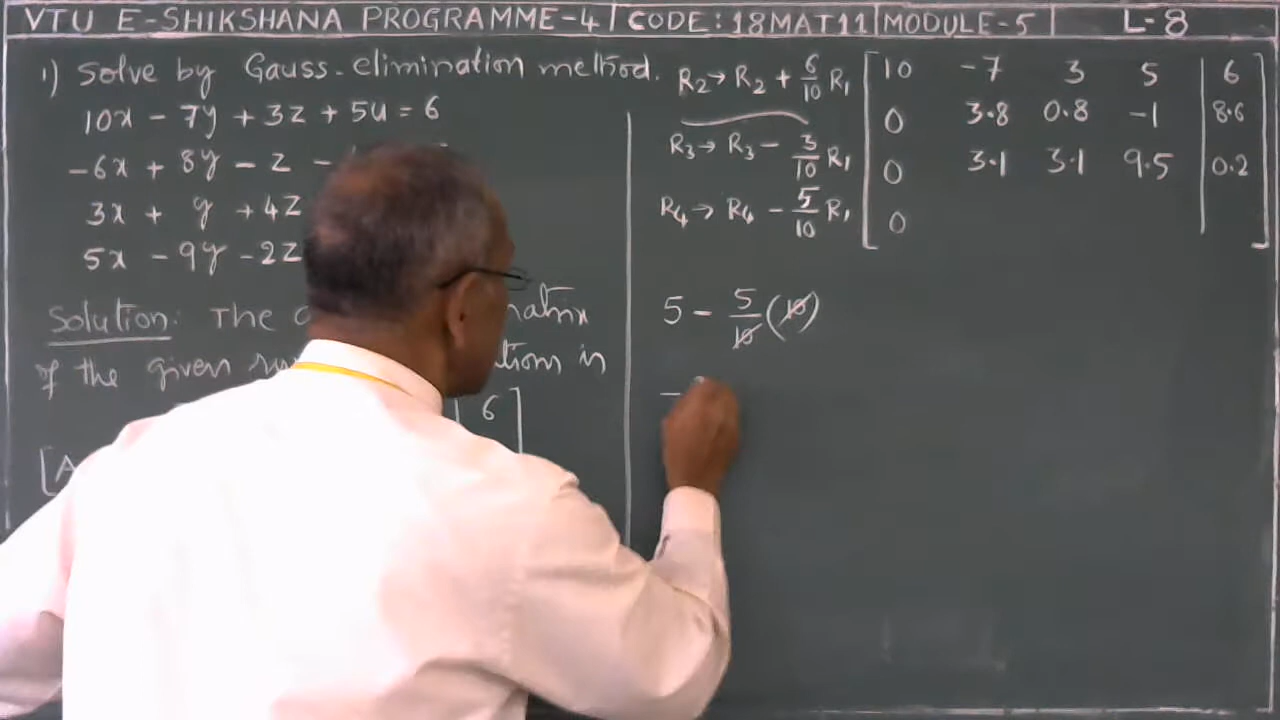 VTU E-SHIKSHANA PROGRAMME-4 | CODE:18MAT11 | MODULE-5 | L-8
1) Solve by Gauss-elimination method.
10x - 7y + 3z + 5u = 6
-6x + 8y - z -
3x + y + 4z
5x - 9y - 2z
Solution: The
of the given in
6
[A
R2→ R2 + 6/10 R1
R3→ R3 - 3/10 R1
R4→ R4 - 5/10 R1
10 -7 3 5 | 6
0 3.8 0.8 -1 | 8.6
0 3.1 3.1 9.5 | 0.2
0
5 - 5/10 (10)
-